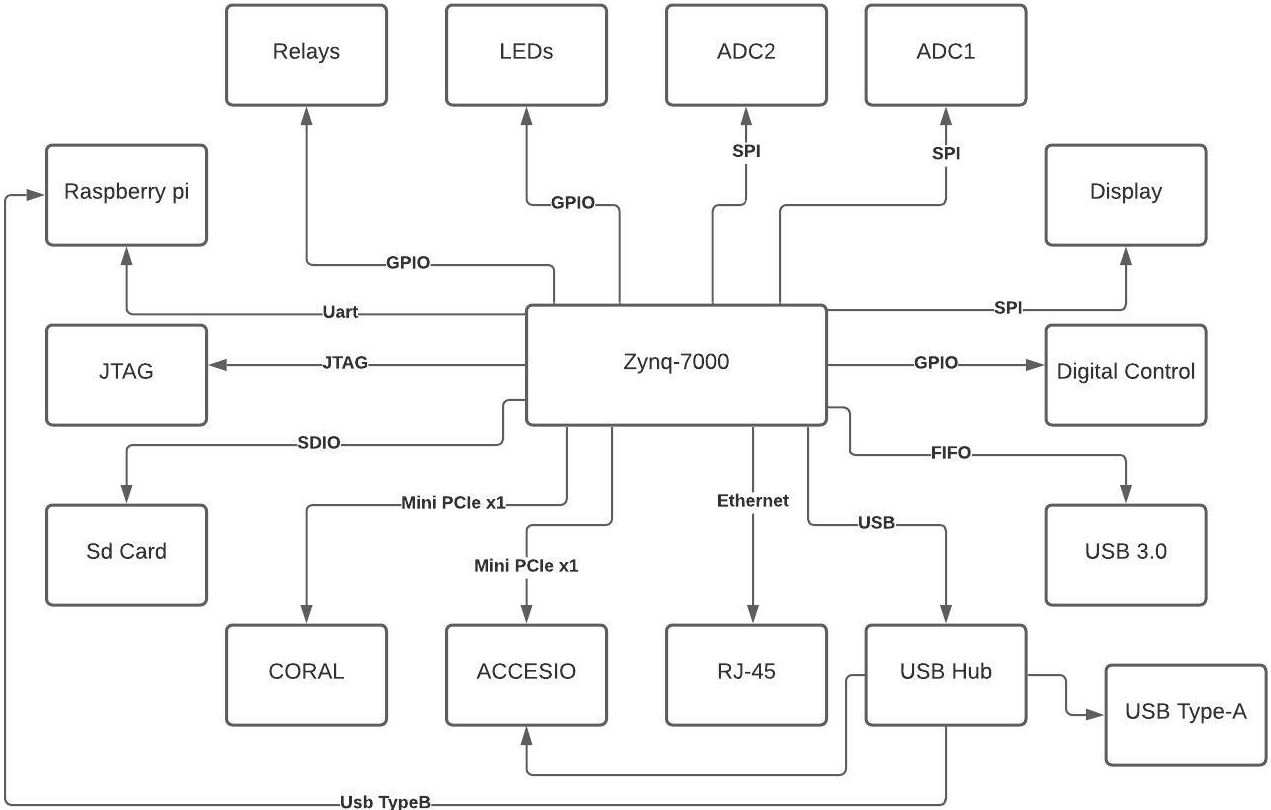 Relays
LEDs
ADC2
ADC1
SPI
SPI
Raspberry pi
Display
GPIO
GPIO
Uart
SPI
JTAG
JTAG
Zynq-7000
GPIO
Digital Control
SDIO
FIFO
Mini PCIe x1
Ethernet
USB
Sd Card
Mini PCIe x1
USB 3.0
CORAL
ACCESIO
RJ-45
USB Hub
USB Type-A
Usb TypeB